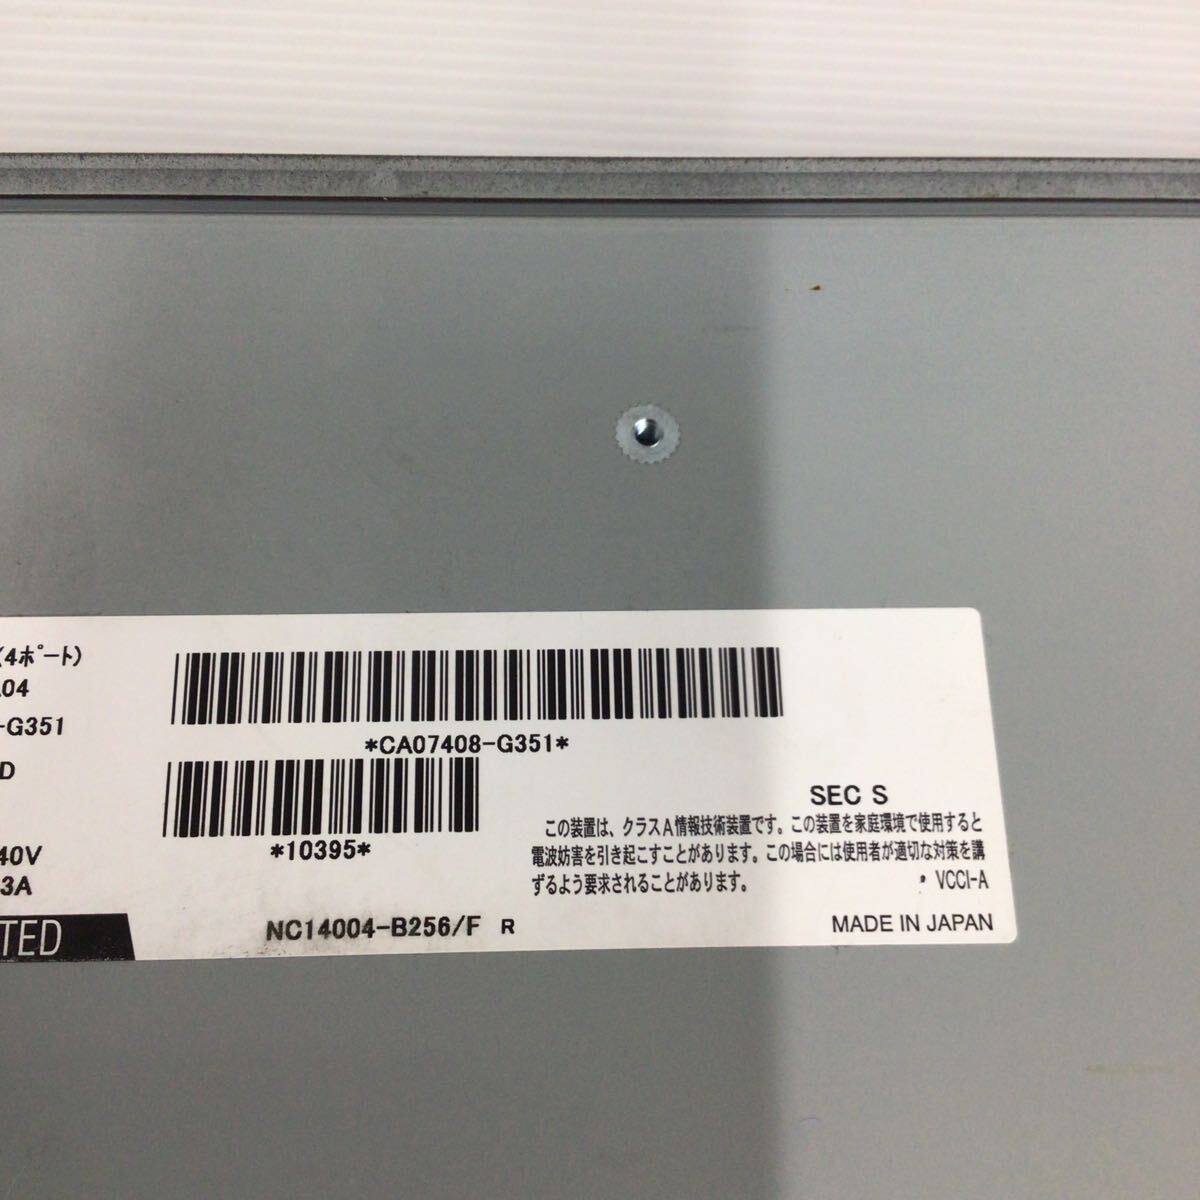 (4ポート)
04
-G351
D
40V
3A
TED
*CA07408-G351*
*10395*
NC14004-B256/F R
SEC S
この装置は、クラスA情報技術装置です。この装置を家庭環境で使用すると
電波妨害を引き起こすことがあります。この場合には使用者が適切な対策を講
ずるよう要求されることがあります。 VCCI-A
MADE IN JAPAN